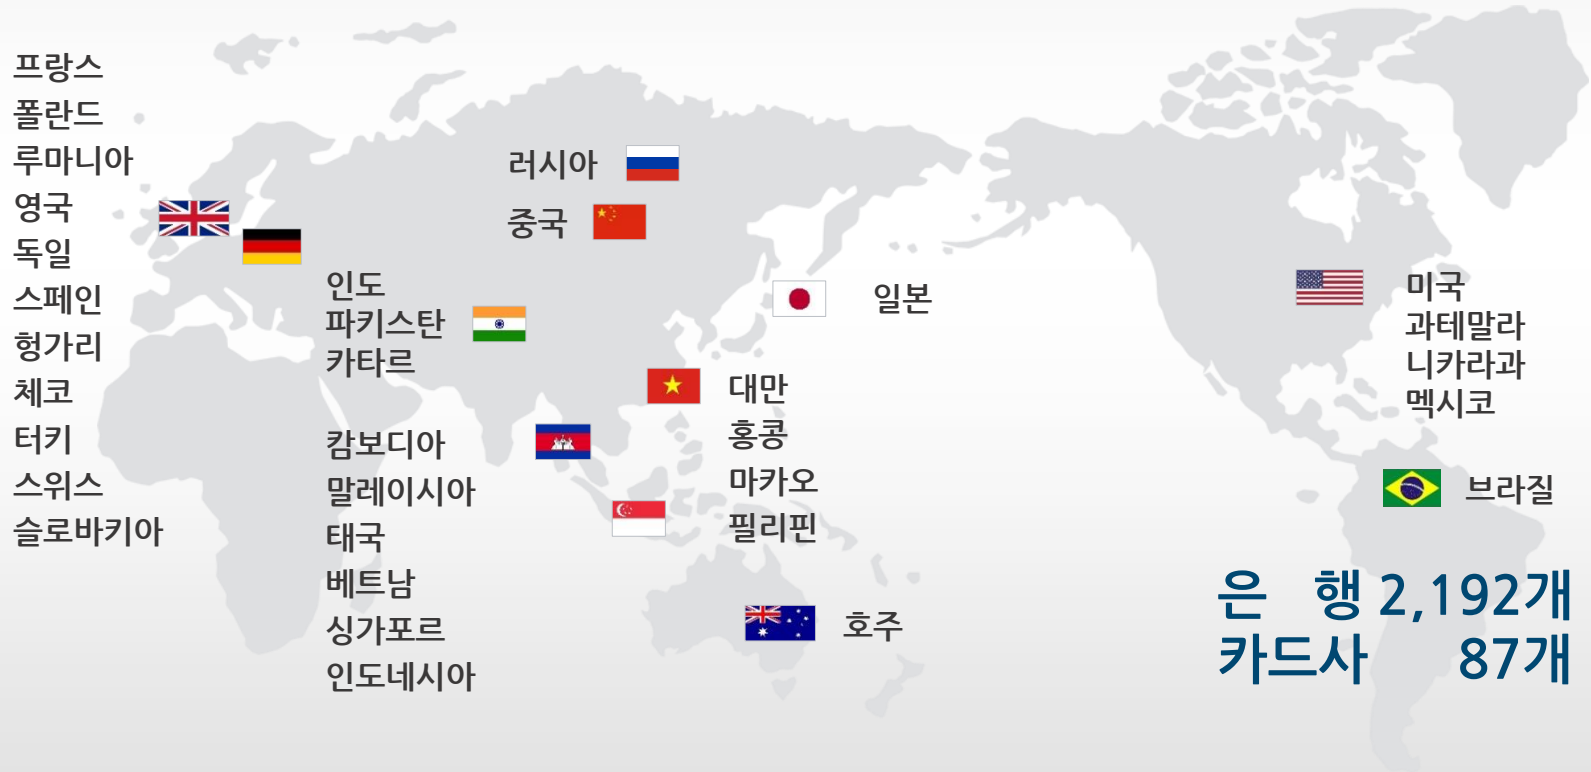 프랑스
폴란드
루마니아
영국
독일
스페인
헝가리
체코
터키
스위스
슬로바키아
러시아
중국
인도
파키스탄
카타르
캄보디아
말레이시아
태국
베트남
싱가포르
인도네시아
일본
대만
홍콩
마카오
필리핀
호주
미국
과테말라
니카라과
멕시코
브라질
은 행 2,192개
카드사 87개